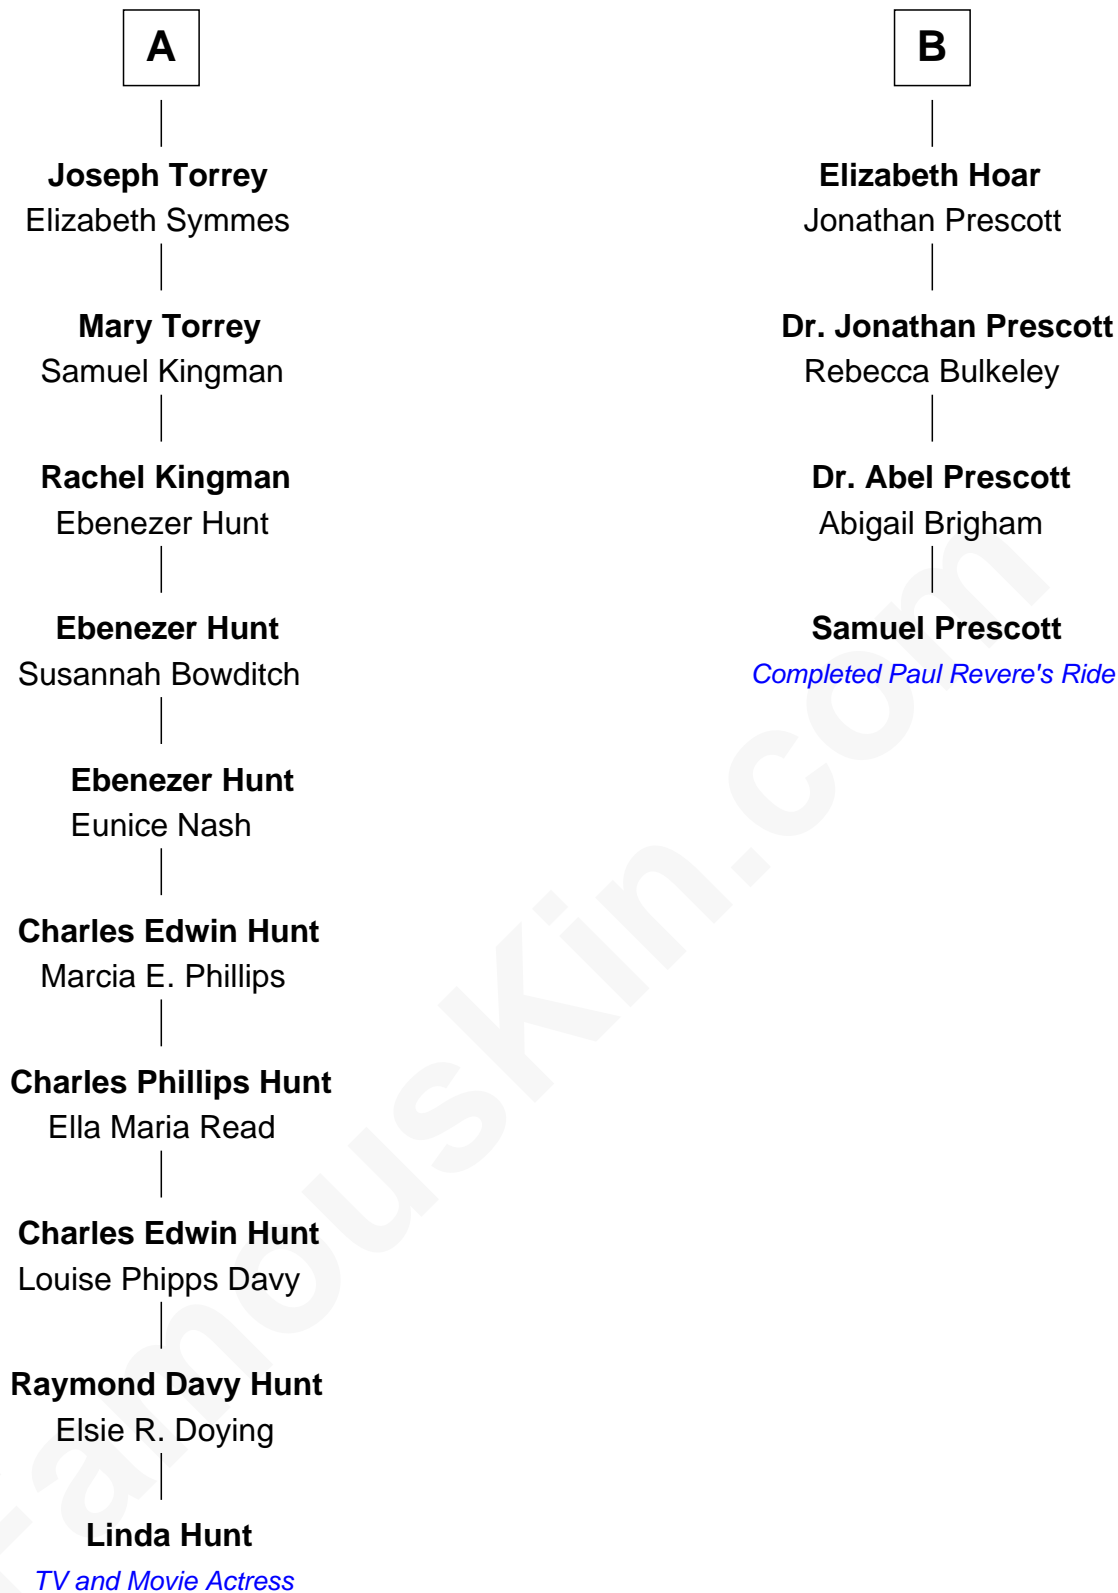 A
Joseph Torrey
Elizabeth Symmes
Mary Torrey
Samuel Kingman
Rachel Kingman
Ebenezer Hunt
Ebenezer Hunt
Susannah Bowditch
Ebenezer Hunt
Eunice Nash
Charles Edwin Hunt
Marcia E. Phillips
Charles Phillips Hunt
Ella Maria Read
Charles Edwin Hunt
Louise Phipps Davy
Raymond Davy Hunt
Elsie R. Doying
Linda Hunt
TV and Movie Actress
B
Elizabeth Hoar
Jonathan Prescott
Dr. Jonathan Prescott
Rebecca Bulkeley
Dr. Abel Prescott
Abigail Brigham
Samuel Prescott
Completed Paul Revere's Ride
FamousKin.com